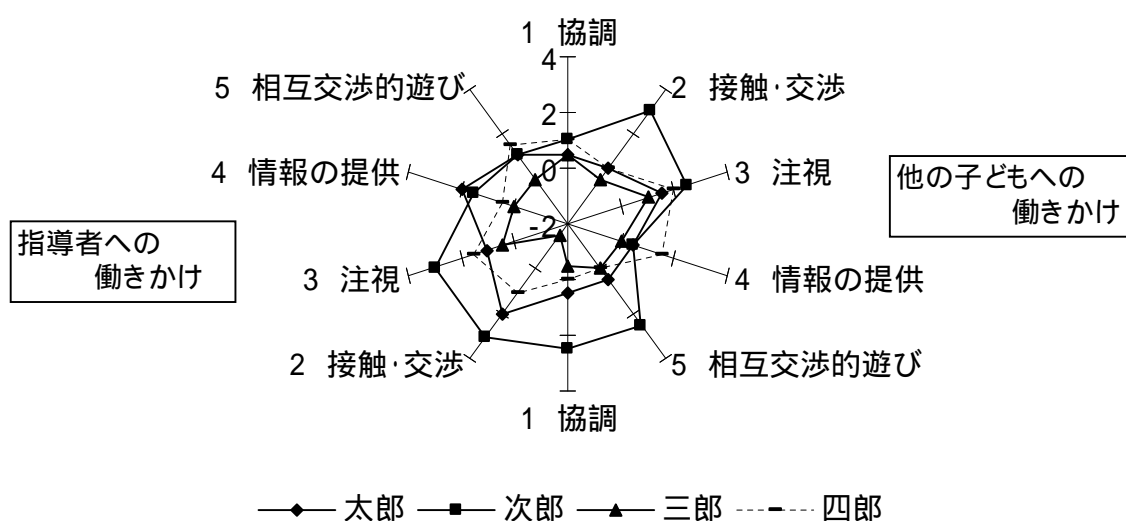 1 協調
4
2
0
-2
2 接触・交渉
3 注視
4 情報の提供
5 相互交渉的遊び
1 協調
2 接触・交渉
3 注視
4 情報の提供
5 相互交渉的遊び
他の子どもへの
働きかけ
指導者への
働きかけ
太郎 次郎 三郎 四郎